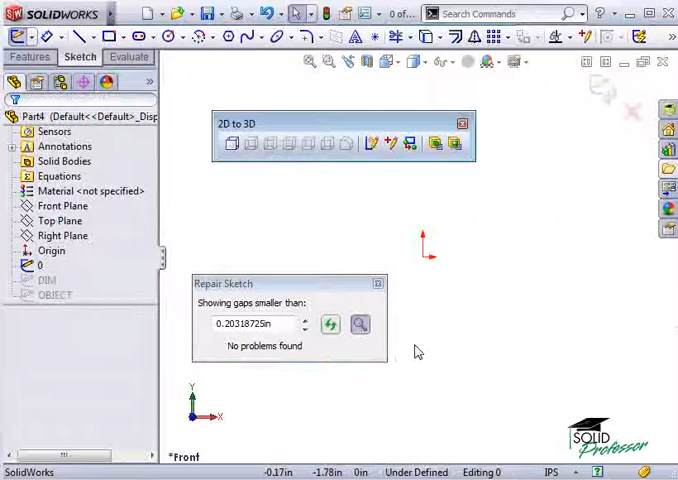 SOLIDWORKS
0 of...
Search Commands
Features
Sketch
Evaluate
Part4 (Default<<Default>_Disp
Sensors
Annotations
Solid Bodies
Equations
Material <not specified>
Front Plane
Top Plane
Right Plane
Origin
0
DIM
OBJECT
2D to 3D
Repair Sketch
Showing gaps smaller than:
0.20318725in
No problems found
Y
X
*Front
SOLID
Professor
SolidWorks
-0.17in
-1.78in
0in
Under Defined
Editing 0
IPS